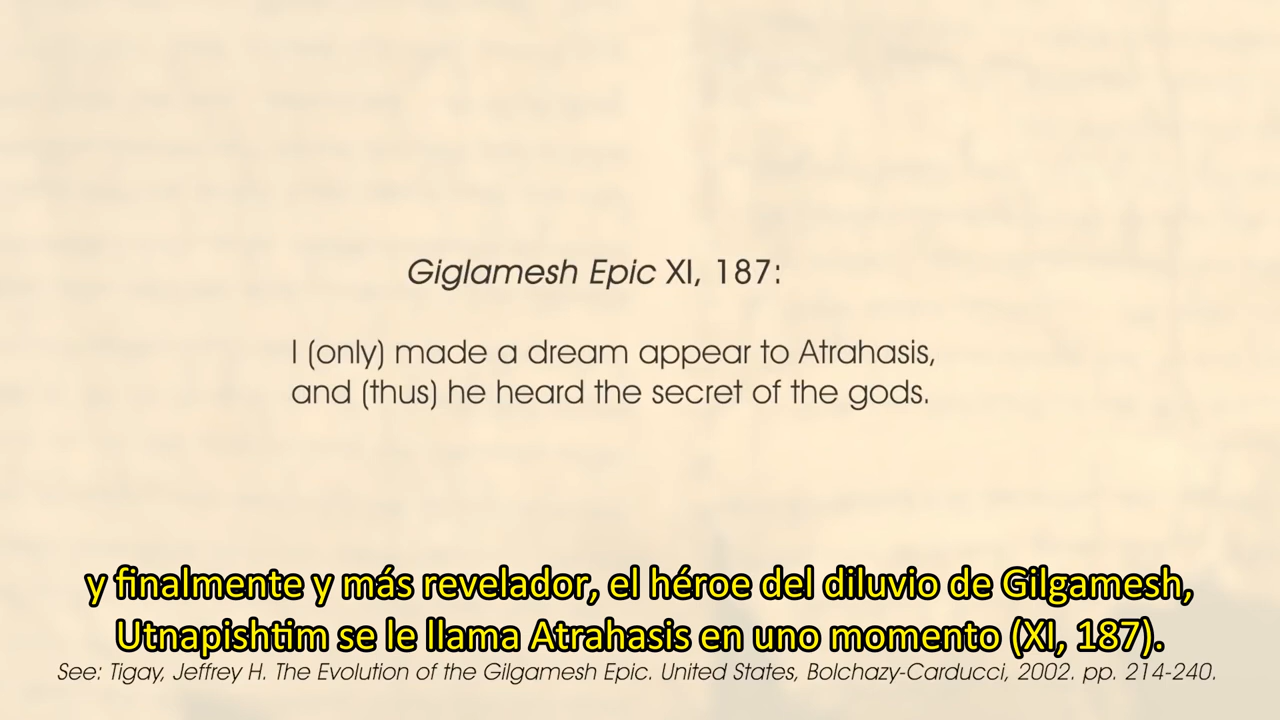 Giglamesh Epic XI, 187:
I (only) made a dream appear to Atrahasis,
and (thus) he heard the secret of the gods.
y finalmente y más revelador, el héroe del diluvio de Gilgamesh,
Utnapishtim se le llama Atrahasis en uno momento (XI, 187).
See: Tigay, Jeffrey H. The Evolution of the Gilgamesh Epic. United States, Bolchazy-Carducci, 2002. pp. 214-240.